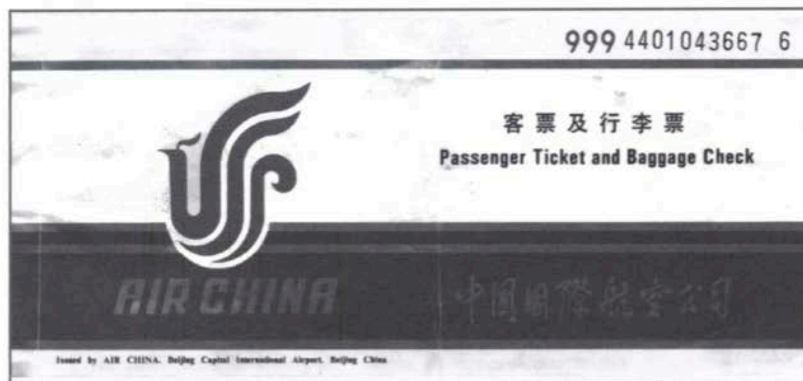 999 4401043667 6
客票及行李票
Passenger Ticket and Baggage Check
AIR CHINA
中國國際航空公司
Issued by AIR CHINA. Beijing Capital International Airport. Beijing China